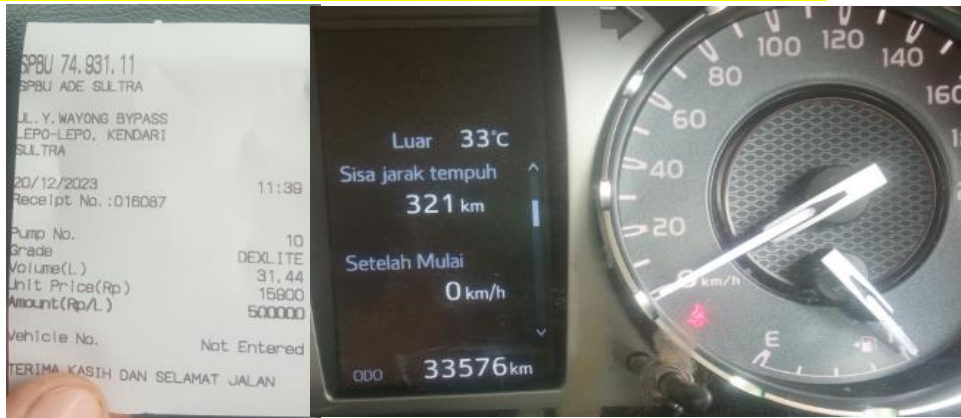 SPBU 74.931.11
SPBU ADE SULTRA
JL.Y.WAYONG BYPASS
LEPO-LEPO, KENDARI
SULTRA
20/12/2023 11:39
Receipt No.:016087
Pump No. 10
Grade DEXLITE
Volume(L) 31,44
Unit Price(Rp) 15900
Amount(Rp/L) 500000
Vehicle No. Not Entered
TERIMA KASIH DAN SELAMAT JALAN
Luar 33°C
Sisa jarak tempuh
321 km
Setelah Mulai
0 km/h
ODO 33576 km
0 km/h
20
40
60
80
100
120
140
160
E